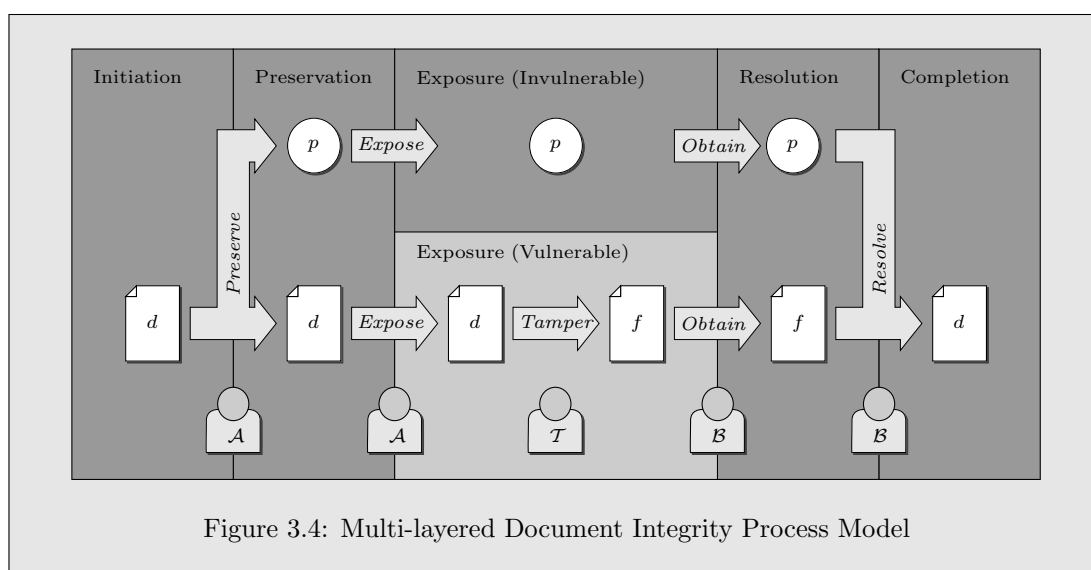 Initiation
Preservation
Exposure (Invulnerable)
Resolution
Completion
p
Expose
p
Obtain
p
Preserve
Resolve
Exposure (Vulnerable)
d
d
Expose
d
Tamper
f
Obtain
f
d
A
A
T
B
B
Figure 3.4: Multi-layered Document Integrity Process Model